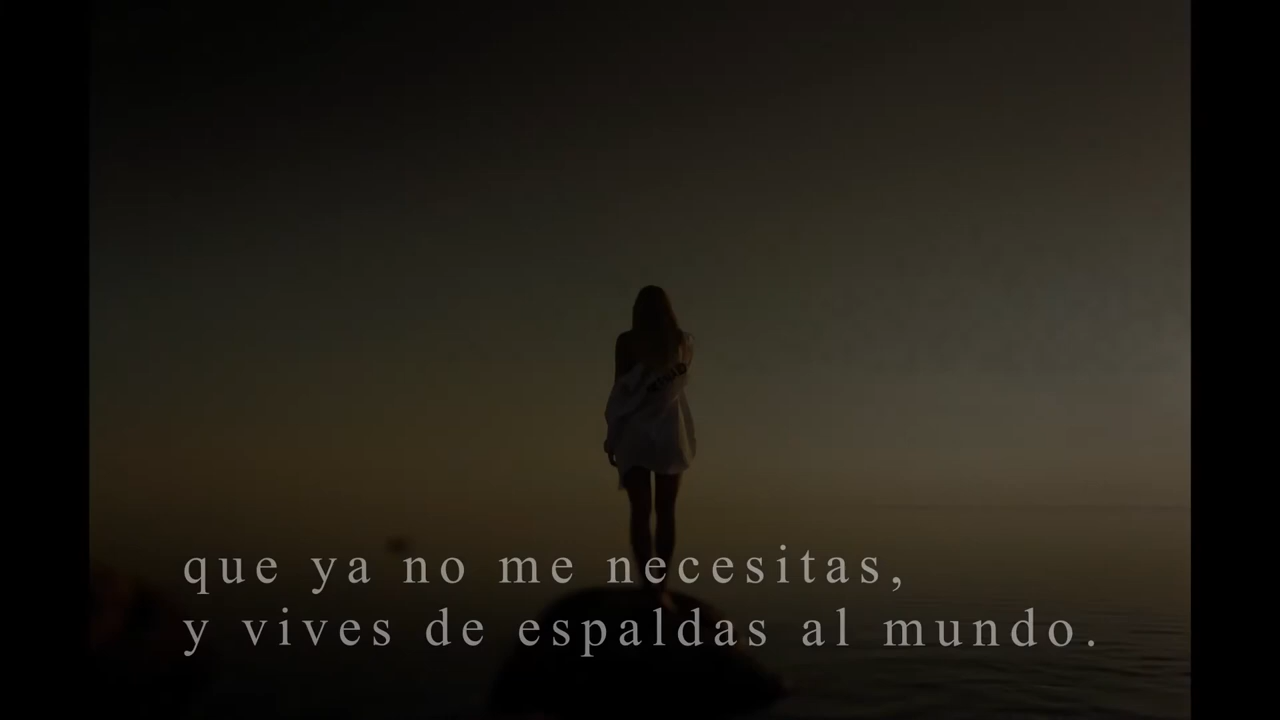 que ya no me necesitas,
y vives de espaldas al mundo.